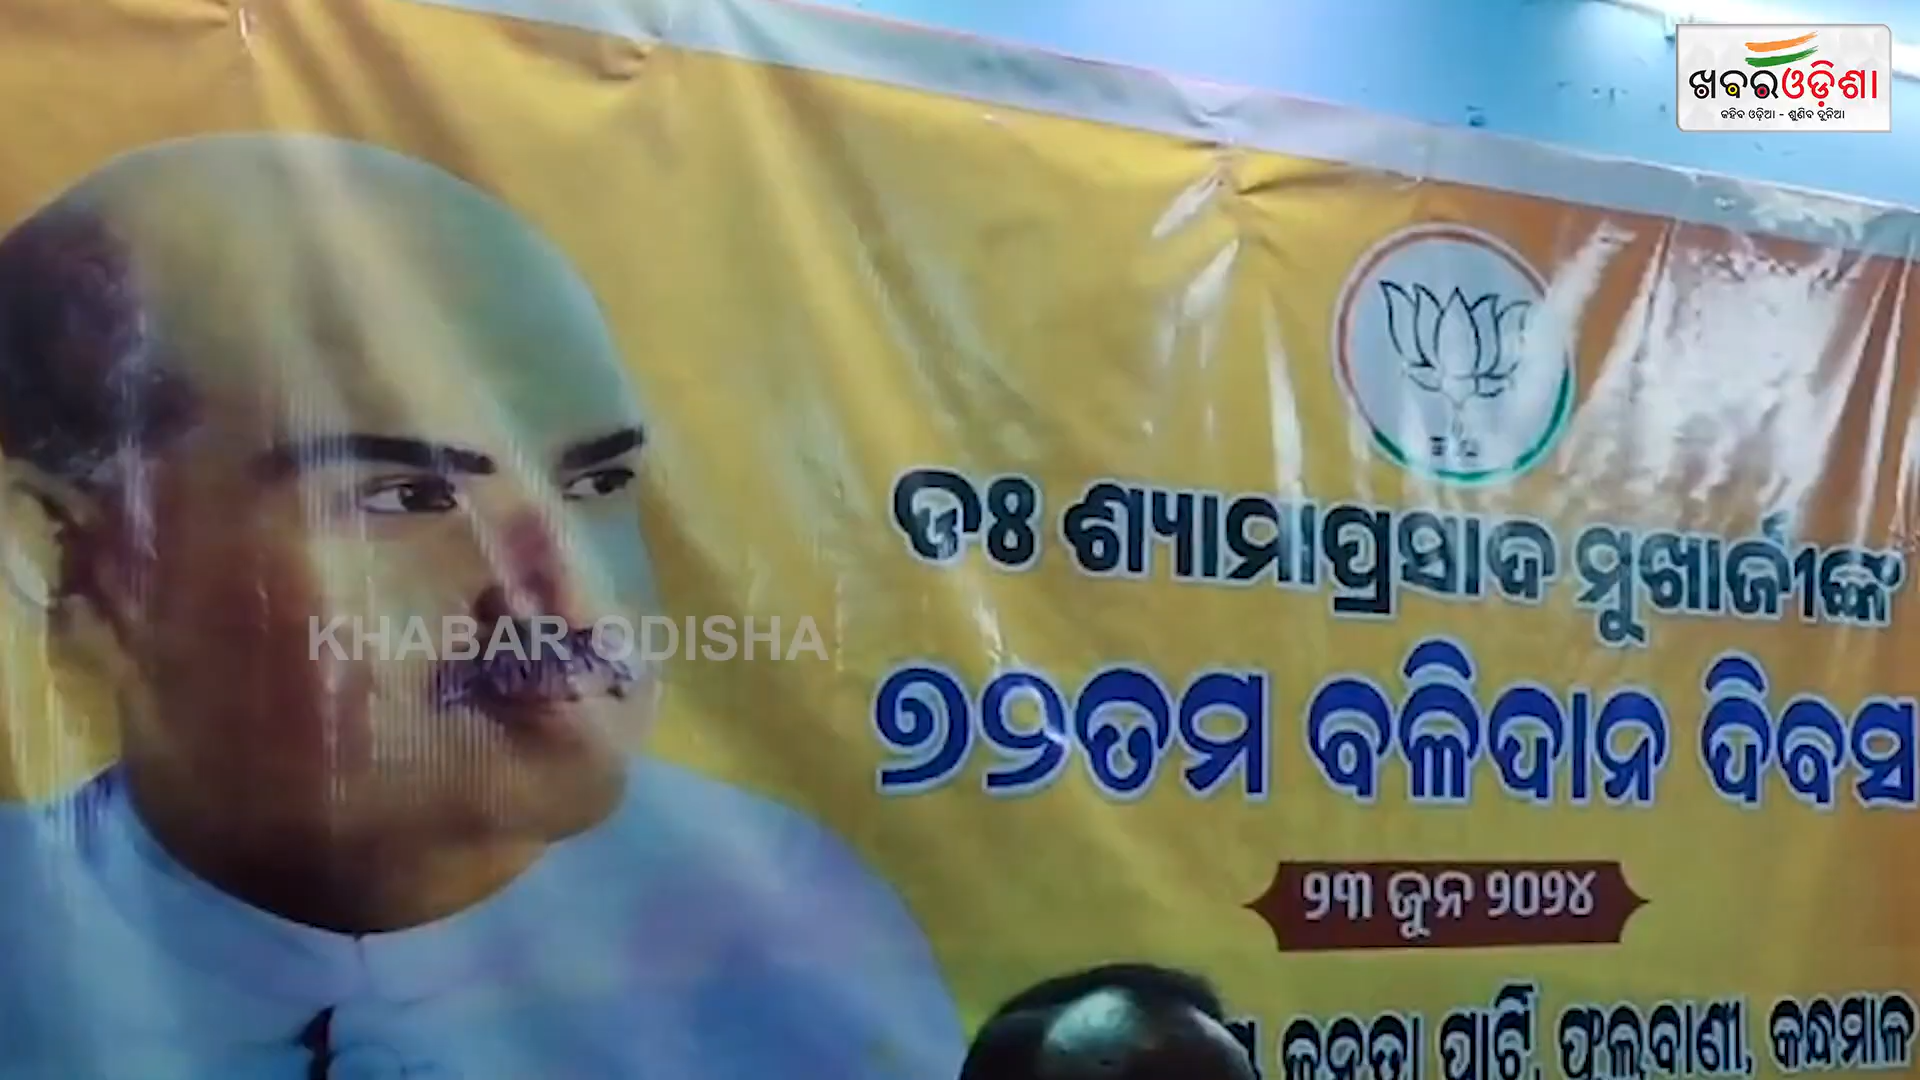 ଖବରଓଡ଼ିଶା
କହିବ ଓଡ଼ିଆ - ଶୁଣିବ ଦୁନିଆ
ଡଃ ଶ୍ୟାମାପ୍ରସାଦ ମୁଖାର୍ଜୀଙ୍କ
୭୨ତମ ବଳିଦାନ ଦିବସ
୨୩ ଜୁନ ୨୦୨୪
ଜନତା ପାର୍ଟି, ଫୁଲବାଣୀ, କନ୍ଧମାଳ
KHABAR ODISHA